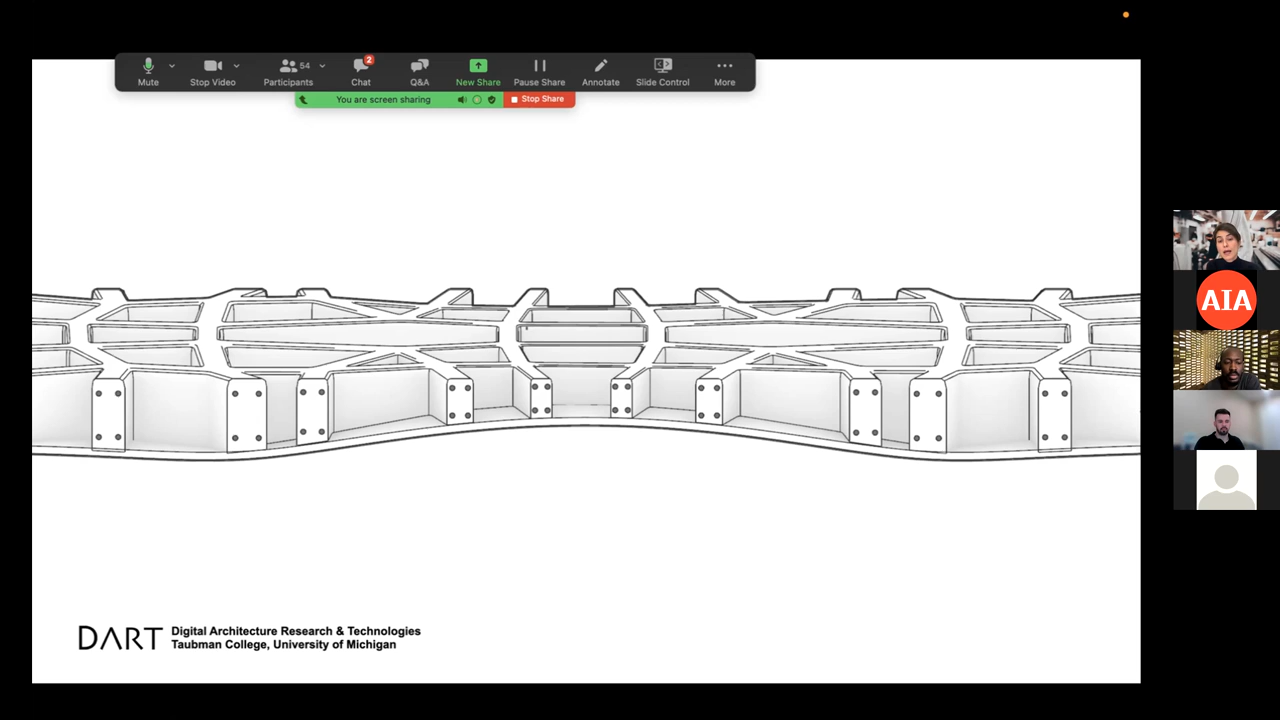 54
2
Mute
Stop Video
Participants
Chat
Q&A
New Share
Pause Share
Annotate
Slide Control
More
You are screen sharing
Stop Share
AIA
DART
Digital Architecture Research & Technologies
Taubman College, University of Michigan